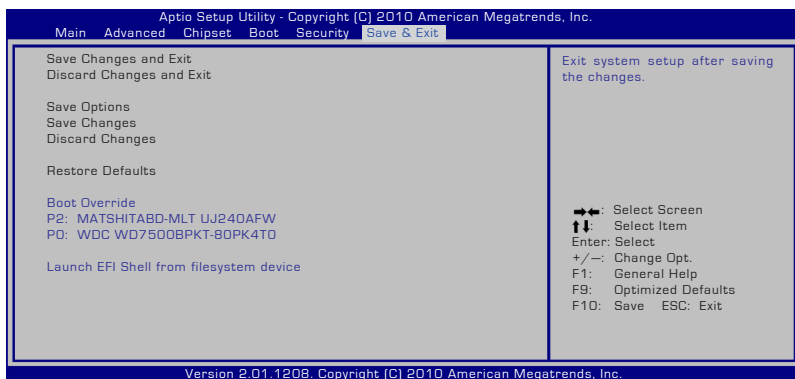 Aptio Setup Utility - Copyright (C) 2010 American Megatrends, Inc.
Main Advanced Chipset Boot Security Save & Exit
Save Changes and Exit
Discard Changes and Exit
Save Options
Save Changes
Discard Changes
Restore Defaults
Boot Override
P2: MATSHITABD-MLT UJ240AFW
P0: WDC WD7500BPKT-80PK4T0
Launch EFI Shell from filesystem device
Exit system setup after saving
the changes.
→←: Select Screen
↑↓: Select Item
Enter: Select
+/—: Change Opt.
F1: General Help
F9: Optimized Defaults
F10: Save ESC: Exit
Version 2.01.1208. Copyright (C) 2010 American Megatrends, Inc.